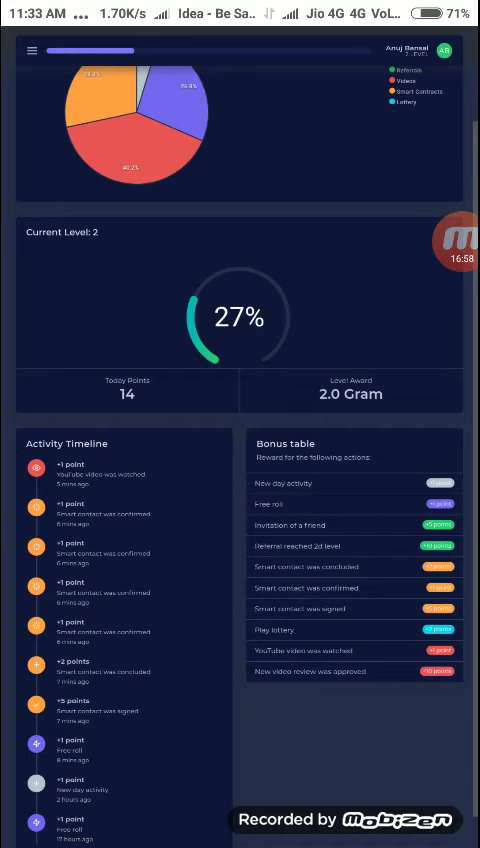 11:33 AM ... 1.70K/s Idea - Be Sa.. Jio 4G 4G VoL... 71%
Anuj Bansal
2 LEVEL
AB
Referrals
Videos
Smart Contracts
Lottery
26.8%
40.2%
Current Level: 2
16:58
27%
Today Points
14
Level Award
2.0 Gram
Activity Timeline
+1 point
YouTube video was watched
5 mins ago
+1 point
Smart contact was confirmed
6 mins ago
+1 point
Smart contact was confirmed
6 mins ago
+1 point
Smart contact was confirmed
6 mins ago
+1 point
Smart contact was confirmed
6 mins ago
+2 points
Smart contact was concluded
7 mins ago
+5 points
Smart contact was signed
7 mins ago
+1 point
Free roll
8 mins ago
+1 point
New day activity
2 hours ago
+1 point
Free roll
17 hours ago
Bonus table
Reward for the following actions:
New day activity +1 point
Free roll +1 point
Invitation of a friend +5 points
Referral reached 2d level +10 points
Smart contact was concluded +2 points
Smart contact was confirmed +1 point
Smart contact was signed +5 points
Play lottery +2 points
YouTube video was watched +1 point
New video review was approved +10 points
Recorded by Mobizen